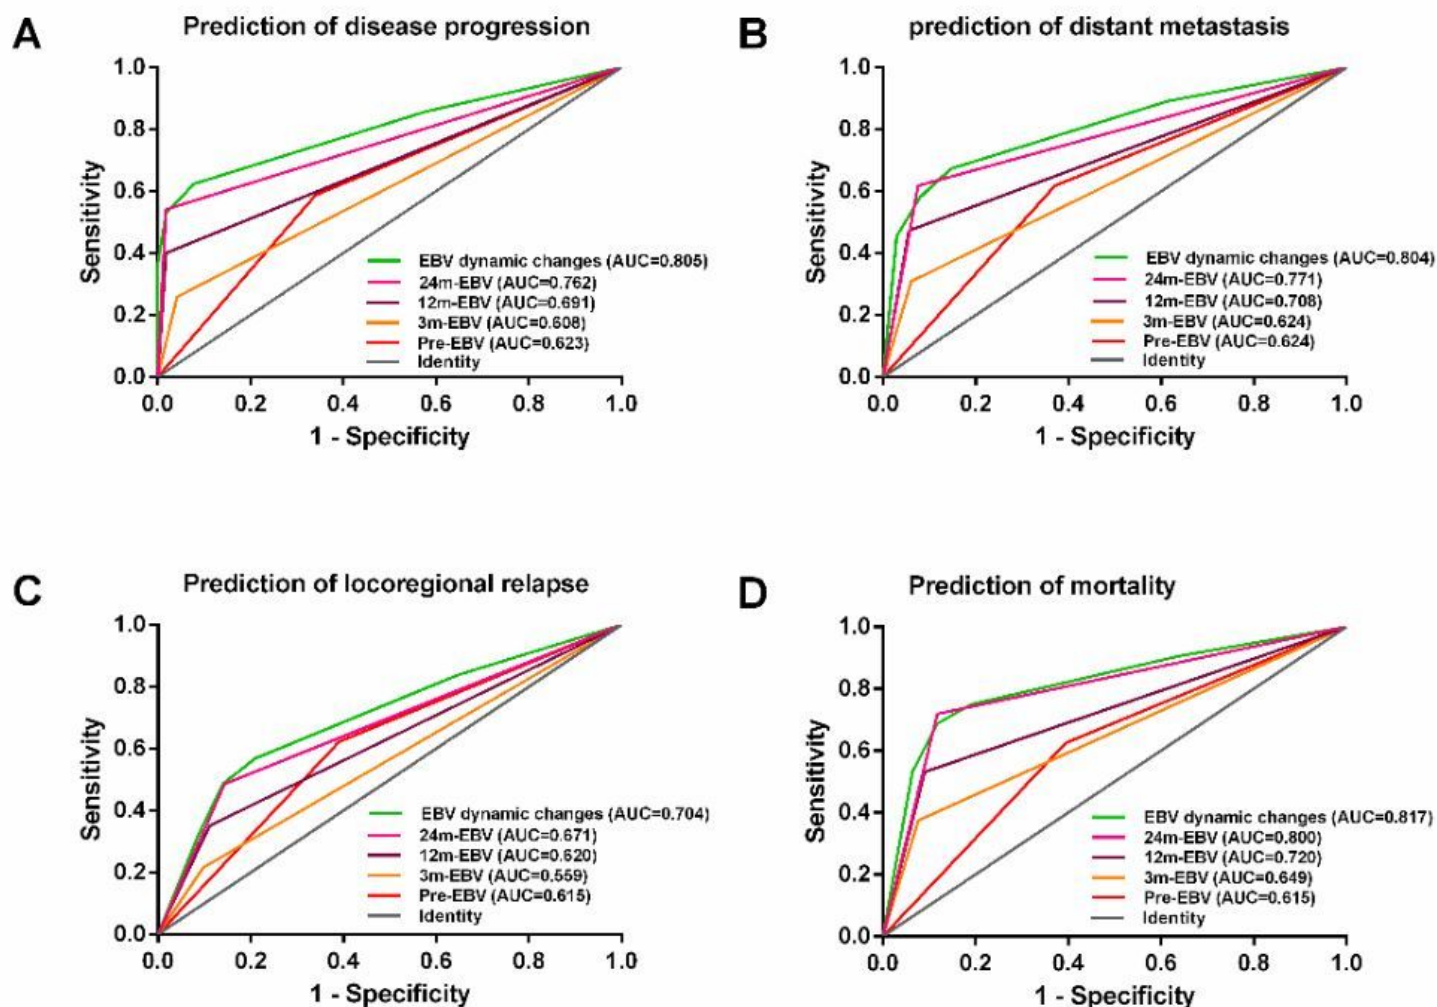 A
Prediction of disease progression
1.0
0.8
0.6
0.4
0.2
0.0
Sensitivity
EBV dynamic changes (AUC=0.805)
24m-EBV (AUC=0.762)
12m-EBV (AUC=0.691)
3m-EBV (AUC=0.608)
Pre-EBV (AUC=0.623)
Identity
0.0 0.2 0.4 0.6 0.8 1.0
1 - Specificity
B
prediction of distant metastasis
1.0
0.8
0.6
0.4
0.2
0.0
Sensitivity
EBV dynamic changes (AUC=0.804)
24m-EBV (AUC=0.771)
12m-EBV (AUC=0.708)
3m-EBV (AUC=0.624)
Pre-EBV (AUC=0.624)
Identity
0.0 0.2 0.4 0.6 0.8 1.0
1 - Specificity
C
Prediction of locoregional relapse
1.0
0.8
0.6
0.4
0.2
0.0
Sensitivity
EBV dynamic changes (AUC=0.704)
24m-EBV (AUC=0.671)
12m-EBV (AUC=0.620)
3m-EBV (AUC=0.559)
Pre-EBV (AUC=0.615)
Identity
0.0 0.2 0.4 0.6 0.8 1.0
1 - Specificity
D
Prediction of mortality
1.0
0.8
0.6
0.4
0.2
0.0
Sensitivity
EBV dynamic changes (AUC=0.817)
24m-EBV (AUC=0.800)
12m-EBV (AUC=0.720)
3m-EBV (AUC=0.649)
Pre-EBV (AUC=0.615)
Identity
0.0 0.2 0.4 0.6 0.8 1.0
1 - Specificity